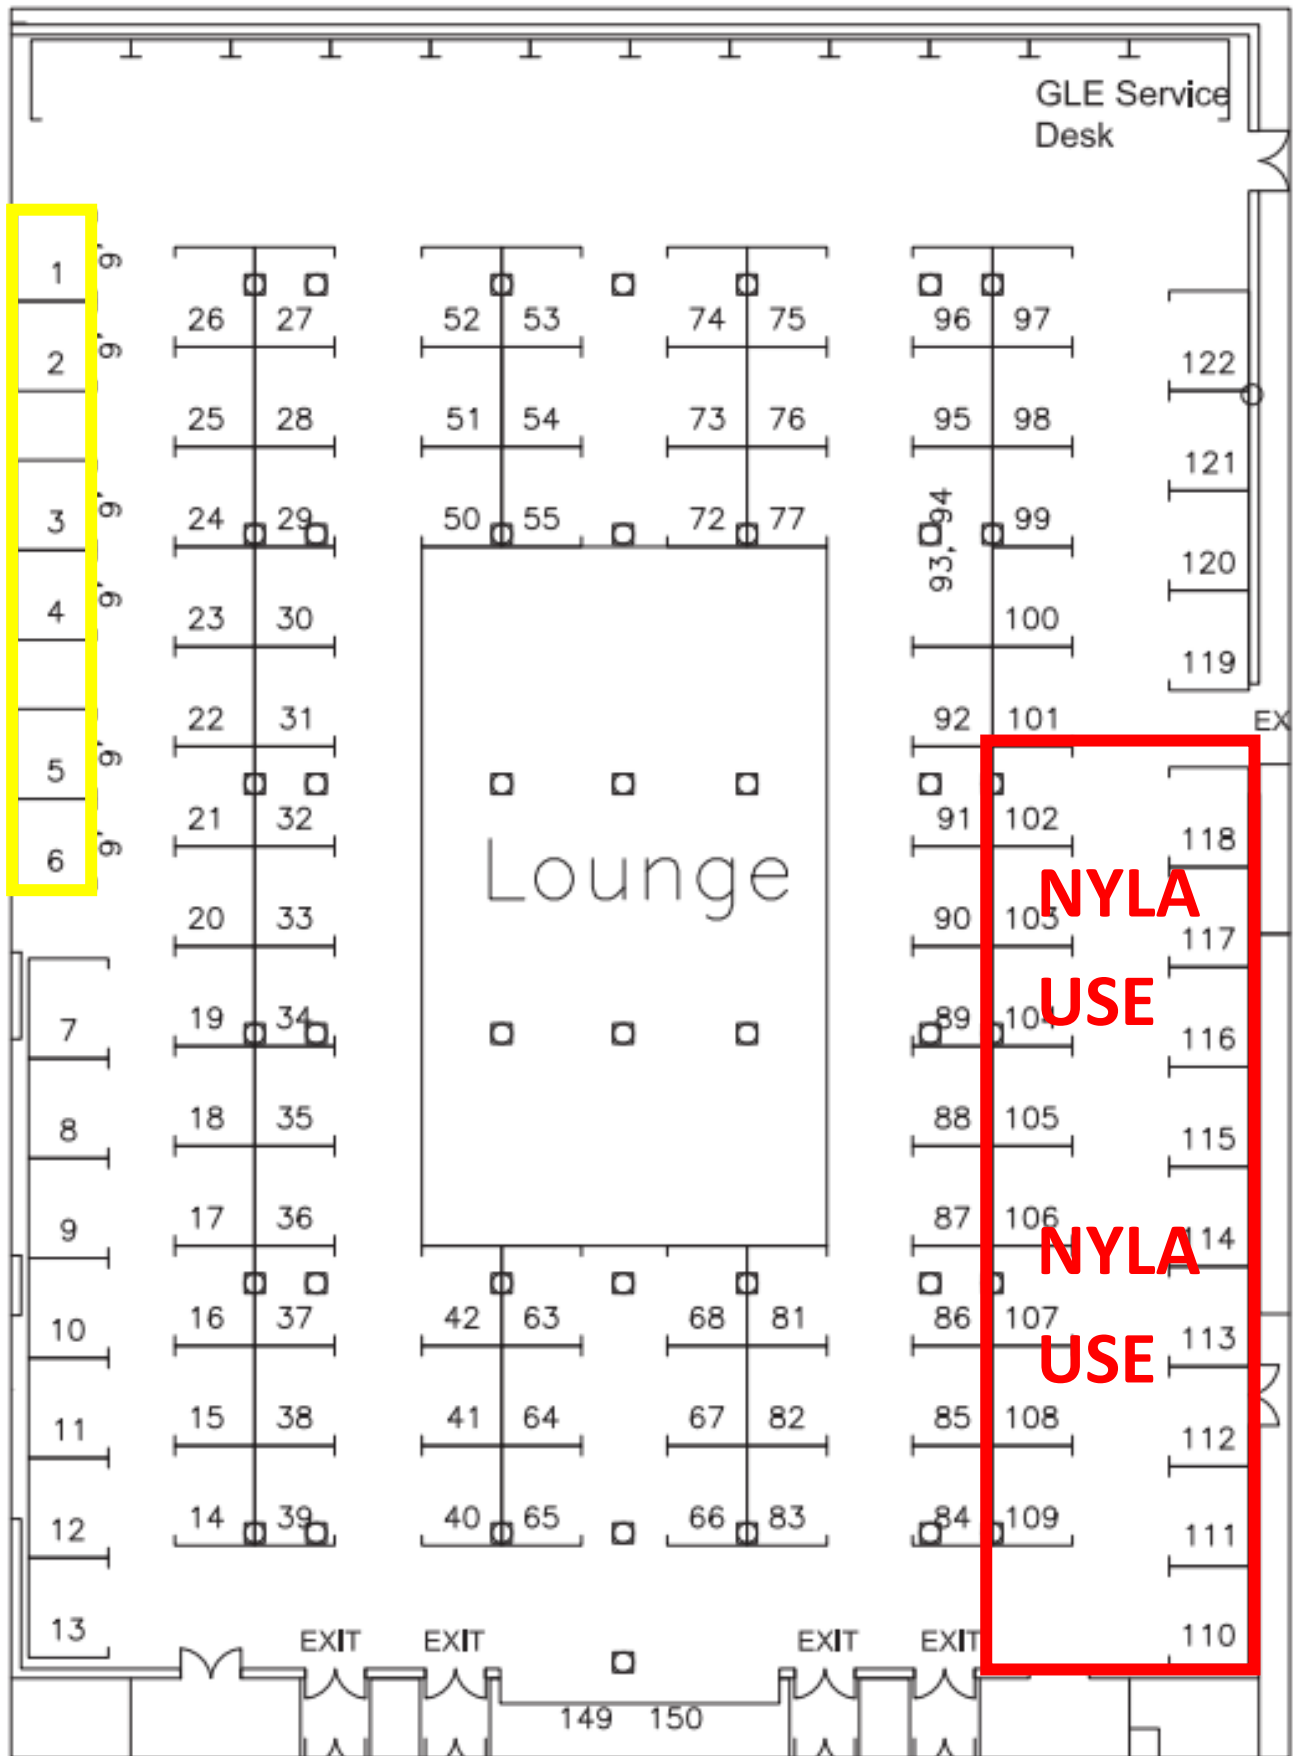 GLE Service
Desk
1 9'
26 27 52 53 74 75 96 97
2 9'
122
25 28 51 54 73 76 95 98
121
3 9'
24 29 50 55 72 77 93, 94 99
120
4 9'
23 30 100
119
22 31 92 101
EX
5 9'
21 32 91 102
118
6 9'
Lounge
NYLA
20 33 90 103
117
USE
7 19 34 89 104
116
8 18 35 88 105
115
9 17 36 87 106
114
NYLA
10 16 37 42 63 68 81 86 107
113
USE
11 15 38 41 64 67 82 85 108
112
12 14 39 40 65 66 83 84 109
111
13
110
EXIT EXIT EXIT EXIT
149 150